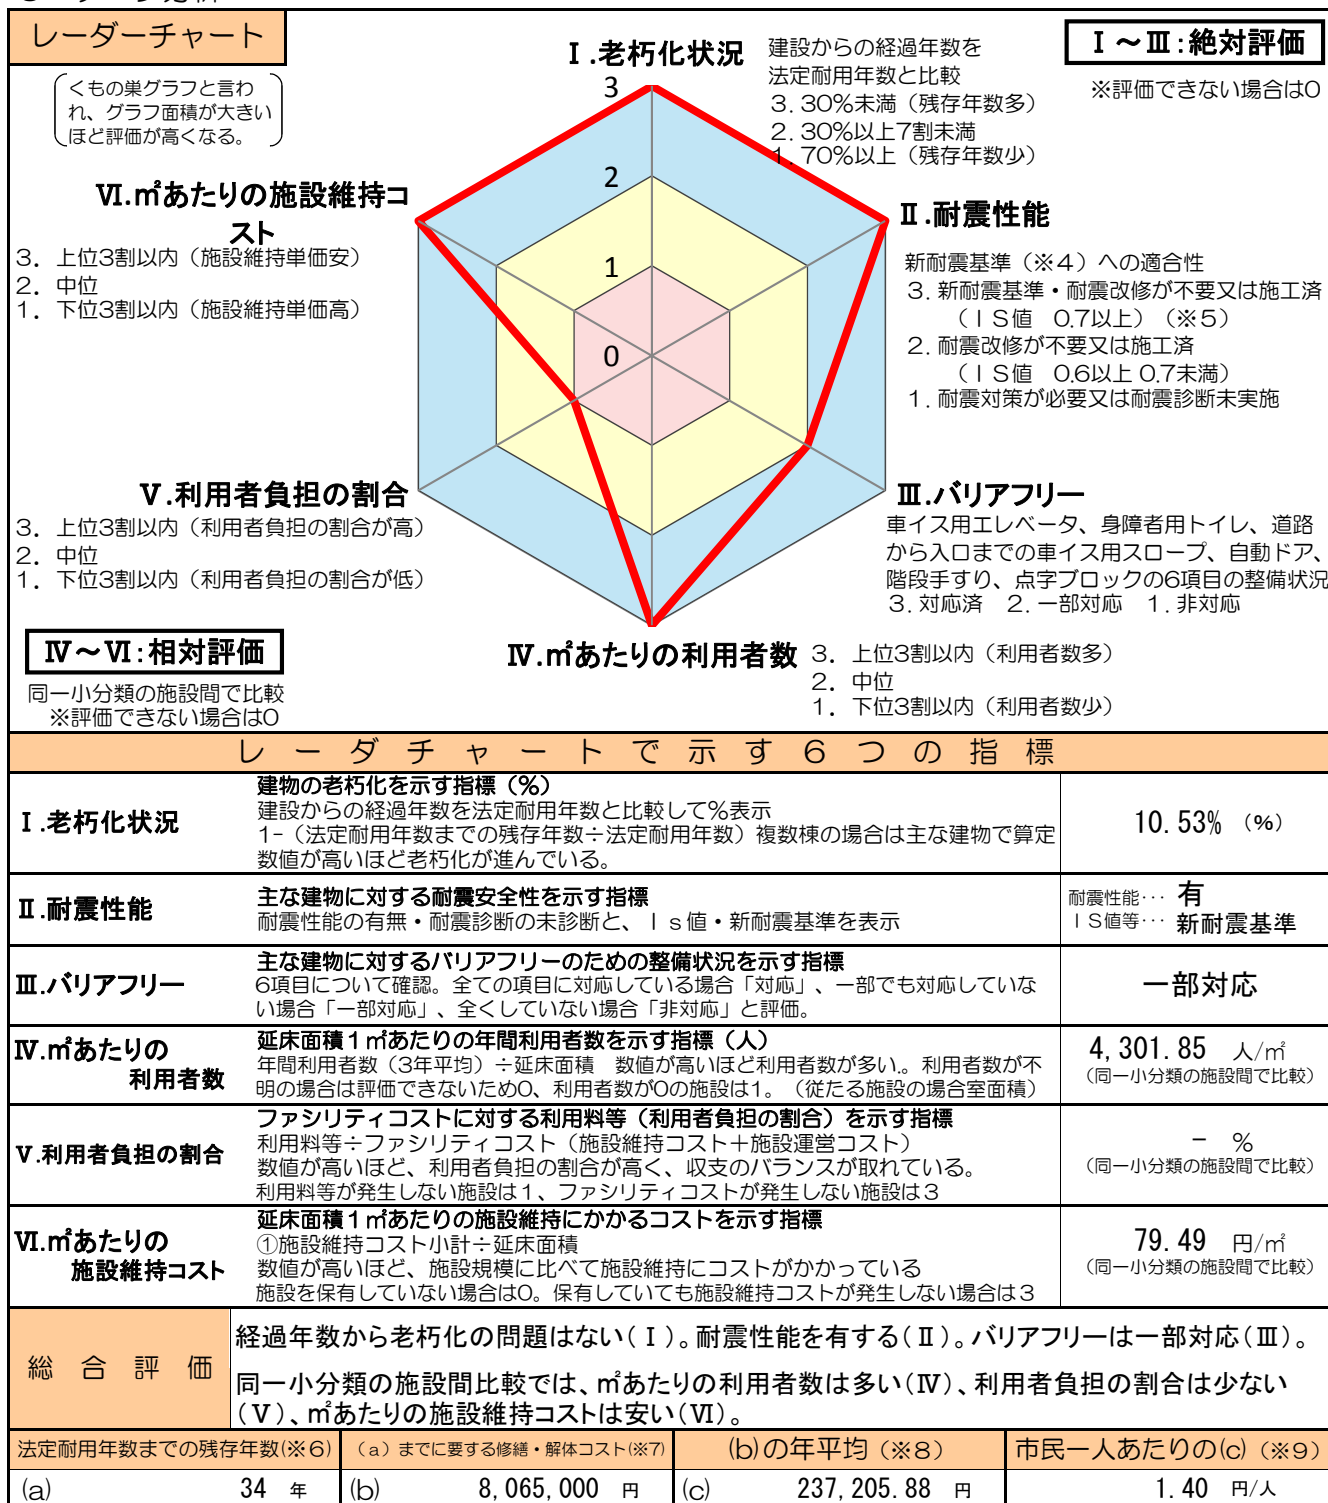 レーダーチャート
くもの巣グラフと言わ
れ、グラフ面積が大きい
ほど評価が高くなる。
Ⅰ.老朽化状況
建設からの経過年数を
法定耐用年数と比較
3. 30%未満（残存年数多）
2. 30%以上7割未満
1. 70%以上（残存年数少）
Ⅰ～Ⅲ:絶対評価
※評価できない場合は0
3
2
1
0
Ⅵ.㎡あたりの施設維持コ
スト
3. 上位3割以内（施設維持単価安）
2. 中位
1. 下位3割以内（施設維持単価高）
Ⅱ.耐震性能
新耐震基準（※4）への適合性
3. 新耐震基準・耐震改修が不要又は施工済
（ＩＳ値 0.7以上）（※5）
2. 耐震改修が不要又は施工済
（ＩＳ値 0.6以上 0.7未満）
1. 耐震対策が必要又は耐震診断未実施
Ⅴ.利用者負担の割合
3. 上位3割以内（利用者負担の割合が高）
2. 中位
1. 下位3割以内（利用者負担の割合が低）
Ⅲ.バリアフリー
車イス用エレベータ、身障者用トイレ、道路
から入口までの車イス用スロープ、自動ドア、
階段手すり、点字ブロックの6項目の整備状況
3. 対応済 2. 一部対応 1. 非対応
Ⅳ～Ⅵ:相対評価
同一小分類の施設間で比較
※評価できない場合は0
Ⅳ.㎡あたりの利用者数
3. 上位3割以内（利用者数多）
2. 中位
1. 下位3割以内（利用者数少）
レーダチャートで示す6つの指標
Ⅰ.老朽化状況
建物の老朽化を示す指標（%）
建設からの経過年数を法定耐用年数と比較して%表示
1-（法定耐用年数までの残存年数÷法定耐用年数）複数棟の場合は主な建物で算定
数値が高いほど老朽化が進んでいる。
10.53% （%）
Ⅱ.耐震性能
主な建物に対する耐震安全性を示す指標
耐震性能の有無・耐震診断の未診断と、Ｉｓ値・新耐震基準を表示
耐震性能… 有
ＩＳ値等… 新耐震基準
Ⅲ.バリアフリー
主な建物に対するバリアフリーのための整備状況を示す指標
6項目について確認。全ての項目に対応している場合「対応」、一部でも対応していな
い場合「一部対応」、全くしていない場合「非対応」と評価。
一部対応
Ⅳ.㎡あたりの
利用者数
延床面積１㎡あたりの年間利用者数を示す指標（人）
年間利用者数（3年平均）÷延床面積 数値が高いほど利用者数が多い。利用者数が不
明の場合は評価できないため0、利用者数が0の施設は1。（従たる施設の場合室面積）
4,301.85 人/㎡
（同一小分類の施設間で比較）
Ⅴ.利用者負担の割合
ファシリティコストに対する利用料等（利用者負担の割合）を示す指標
利用料等÷ファシリティコスト（施設維持コスト＋施設運営コスト）
数値が高いほど、利用者負担の割合が高く、収支のバランスが取れている。
利用料等が発生しない施設は１、ファシリティコストが発生しない施設は３
- %
（同一小分類の施設間で比較）
Ⅵ.㎡あたりの
施設維持コスト
延床面積１㎡あたりの施設維持にかかるコストを示す指標
①施設維持コスト小計÷延床面積
数値が高いほど、施設規模に比べて施設維持にコストがかかっている
施設を保有していない場合は0。保有していても施設維持コストが発生しない場合は３
79.49 円/㎡
（同一小分類の施設間で比較）
総合評価
経過年数から老朽化の問題はない(Ⅰ)。耐震性能を有する(Ⅱ)。バリアフリーは一部対応(Ⅲ)。
同一小分類の施設間比較では、㎡あたりの利用者数は多い(Ⅳ)、利用者負担の割合は少ない
(Ⅴ)、㎡あたりの施設維持コストは安い(Ⅵ)。
法定耐用年数までの残存年数(※6)
（a）までに要する修繕・解体コスト(※7)
(b)の年平均（※8）
市民一人あたりの(c)（※9）
(a) 34 年
(b) 8,065,000 円
(c) 237,205.88 円
1.40 円/人